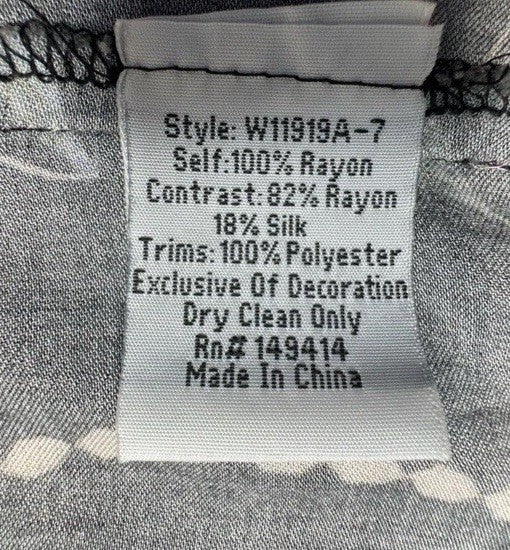 Style: W11919A-7
Self:100% Rayon
Contrast:82% Rayon
18% Silk
Trims: 100% Polyester
Exclusive Of Decoration
Dry Clean Only
Rn# 149414
Made In China